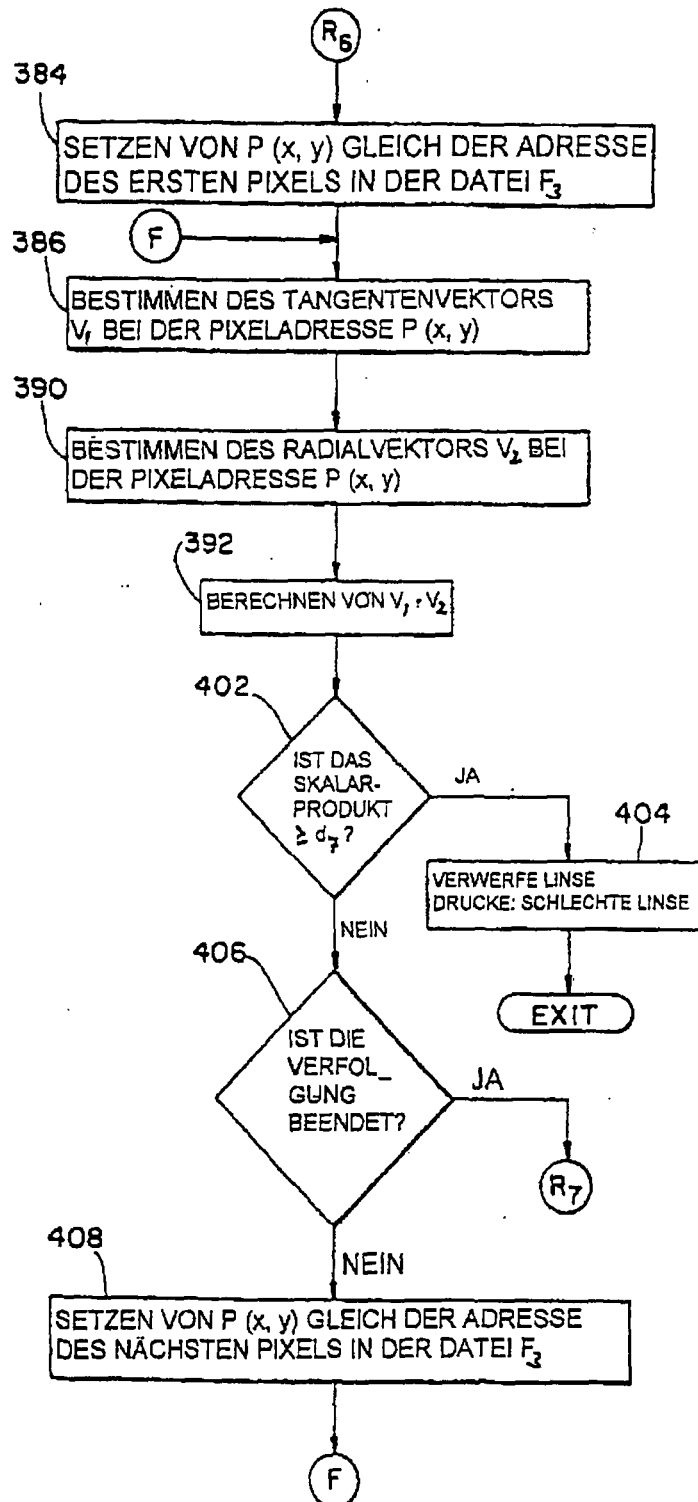 R6
384
SETZEN VON P (x, y) GLEICH DER ADRESSE
DES ERSTEN PIXELS IN DER DATEI F3
F
386
BESTIMMEN DES TANGENTENVEKTORS
V1 BEI DER PIXELADRESSE P (x, y)
390
BESTIMMEN DES RADIALVEKTORS V2 BEI
DER PIXELADRESSE P (x, y)
392
BERECHNEN VON V1 · V2
402
IST DAS
SKALAR-
PRODUKT
≥ d7?
JA
404
VERWERFE LINSE
DRUCKE: SCHLECHTE LINSE
NEIN
EXIT
406
IST DIE
VERFOL_
GUNG
BEENDET?
JA
R7
408
NEIN
SETZEN VON P (x, y) GLEICH DER ADRESSE
DES NÄCHSTEN PIXELS IN DER DATEI F3
F